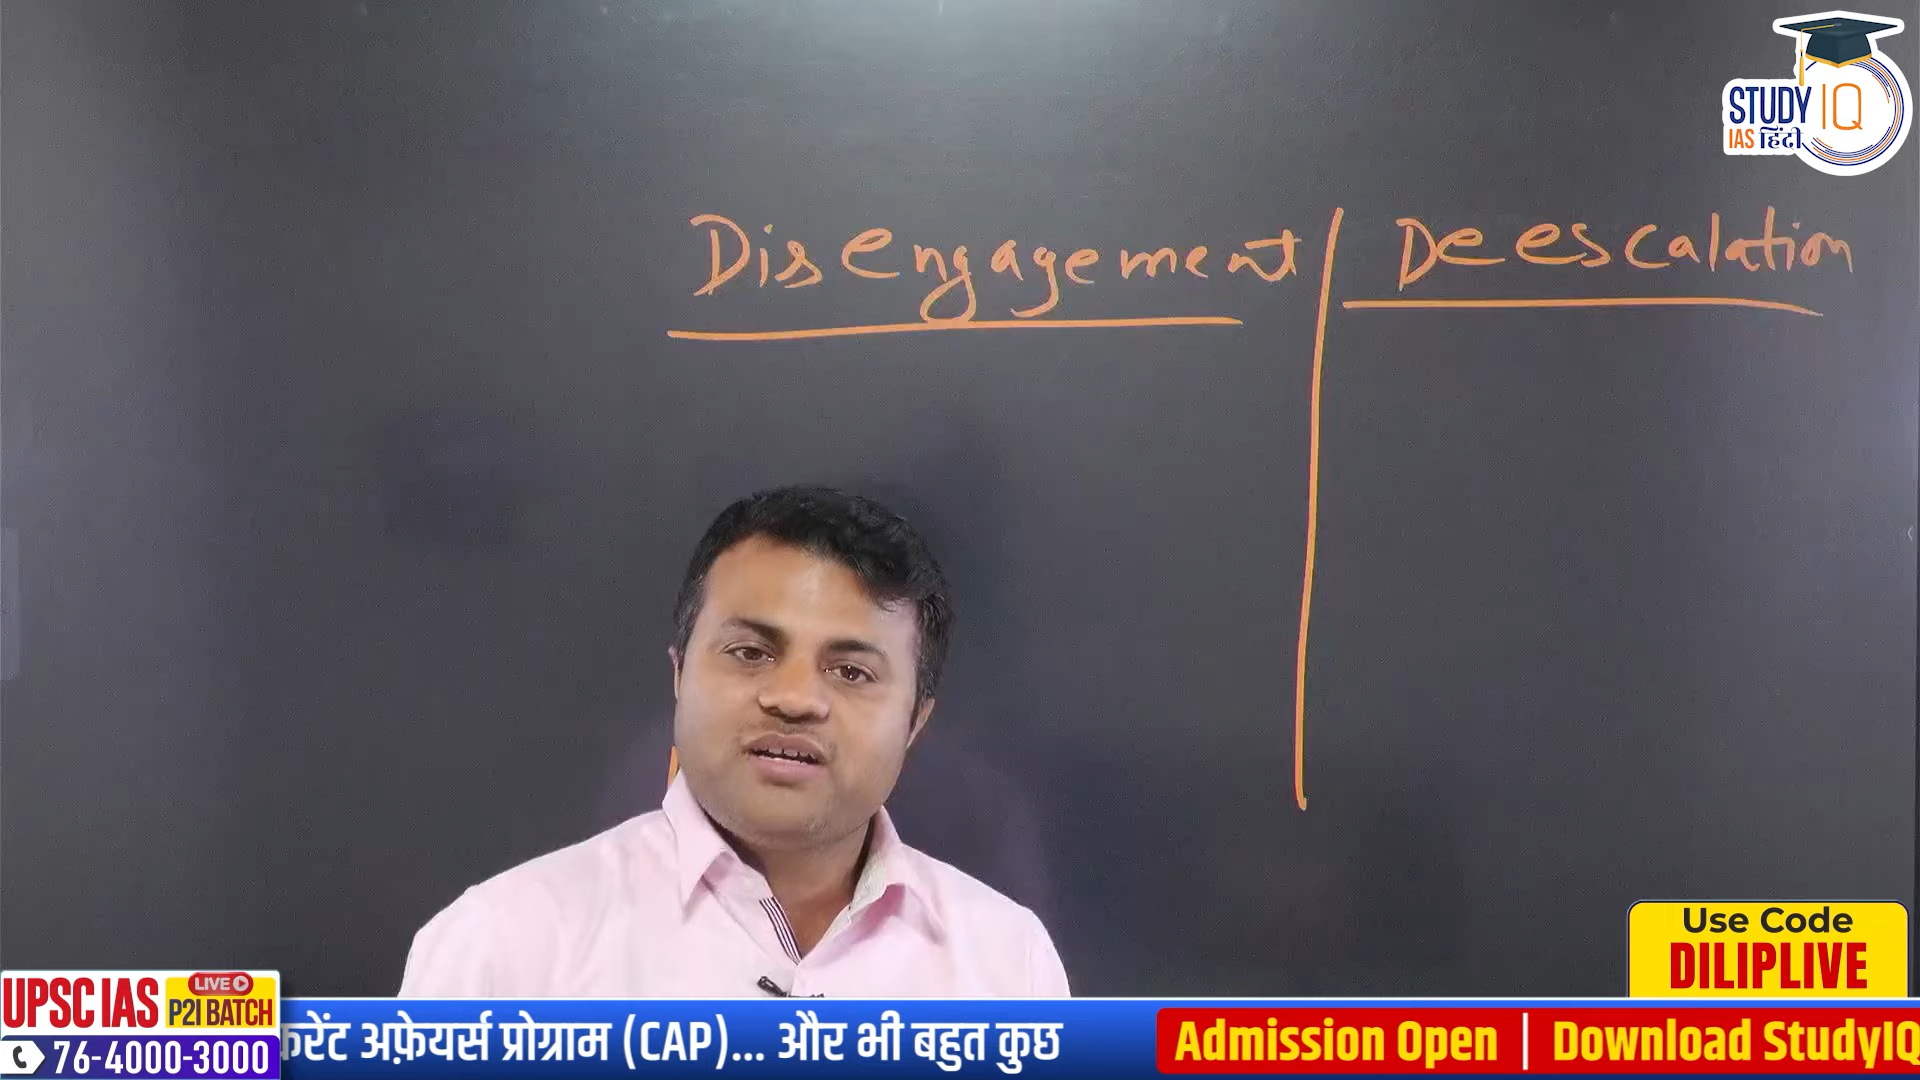 STUDY IQ
IAS हिंदी
Disengagement
Deescalation
Use Code
DILIPLIVE
UPSC IAS
LIVE
P2I BATCH
76-4000-3000
करेंट अफ़ेयर्स प्रोग्राम (CAP)... और भी बहुत कुछ
Admission Open | Download StudyIQ